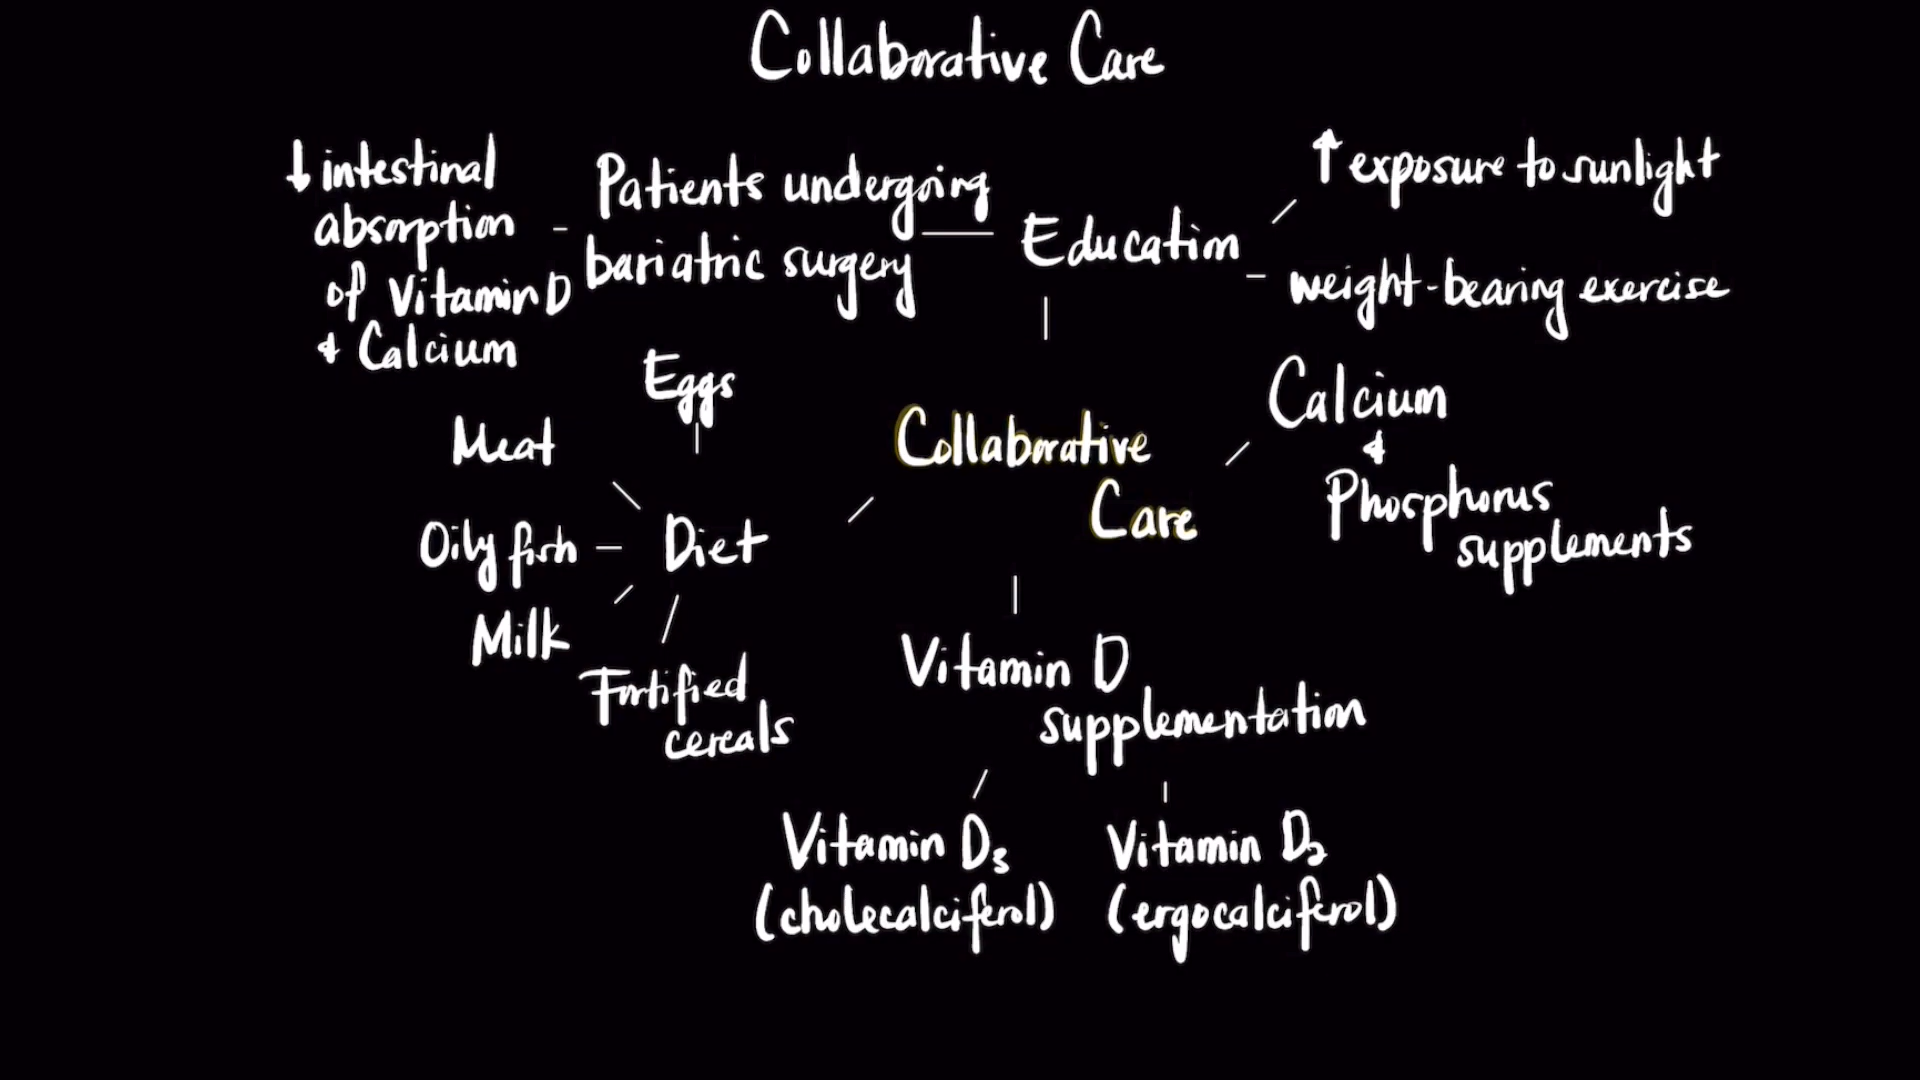 Collaborative Care
↓ intestinal
absorption
of Vitamin D
& Calcium
Patients undergoing
bariatric surgery
Education
↑ exposure to sunlight
weight-bearing exercise
Eggs
Meat
Oily fish
Milk
Fortified
cereals
Diet
Collaborative
Care
Calcium
&
Phosphorus
supplements
Vitamin D
supplementation
Vitamin D₃
(cholecalciferol)
Vitamin D₂
(ergocalciferol)